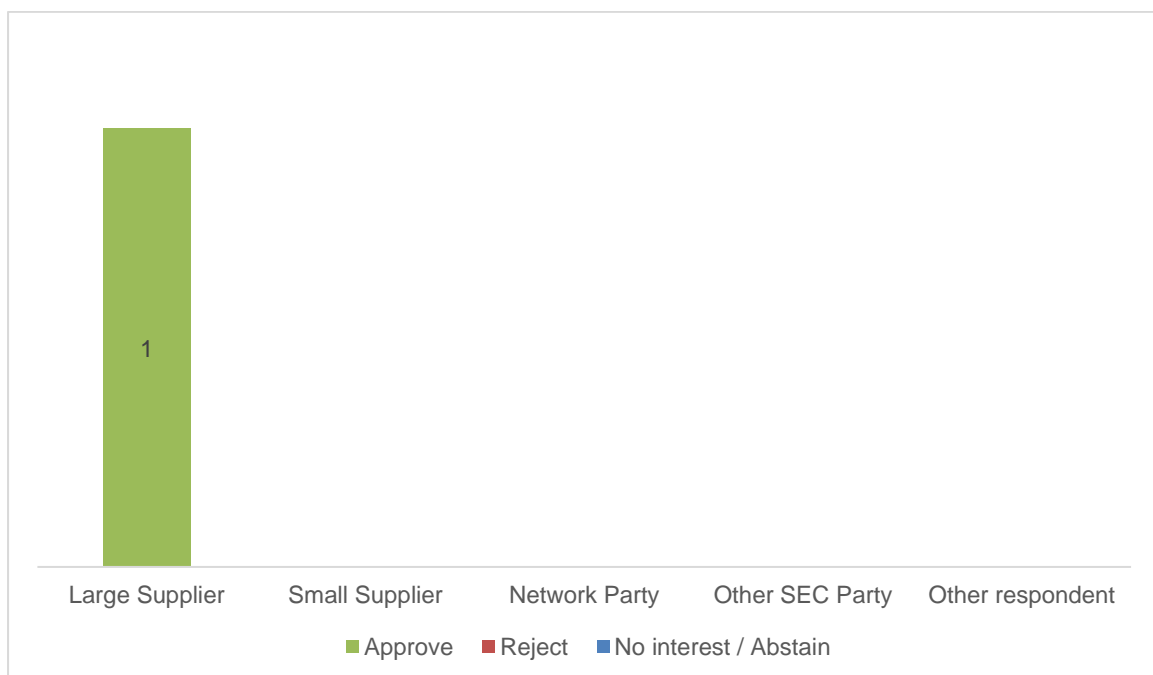 1
Large Supplier Small Supplier Network Party Other SEC Party Other respondent
Approve Reject No interest / Abstain